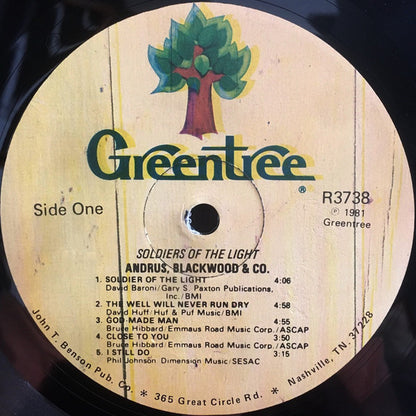 Greentree
®
Side One
R3738
℗ 1981
Greentree
SOLDIERS OF THE LIGHT
ANDRUS, BLACKWOOD & CO.
1. SOLDIER OF THE LIGHT 4:06
David Baroni/Gary S. Paxton Publications,
Inc./BMI
2. THE WELL WILL NEVER RUN DRY 4:58
David Huff/Huf & Puf Music/BMI
3. GOD-MADE MAN 4:55
Bruce Hibbard/Emmaus Road Music Corp./ASCAP
4. CLOSE TO YOU 3:50
Bruce Hibbard/Emmaus Road Music Corp./ASCAP
5. I STILL DO 3:15
Phil Johnson/Dimension Music/SESAC
John T. Benson Pub. Co. * 365 Great Circle Rd. * Nashville, TN. 37228